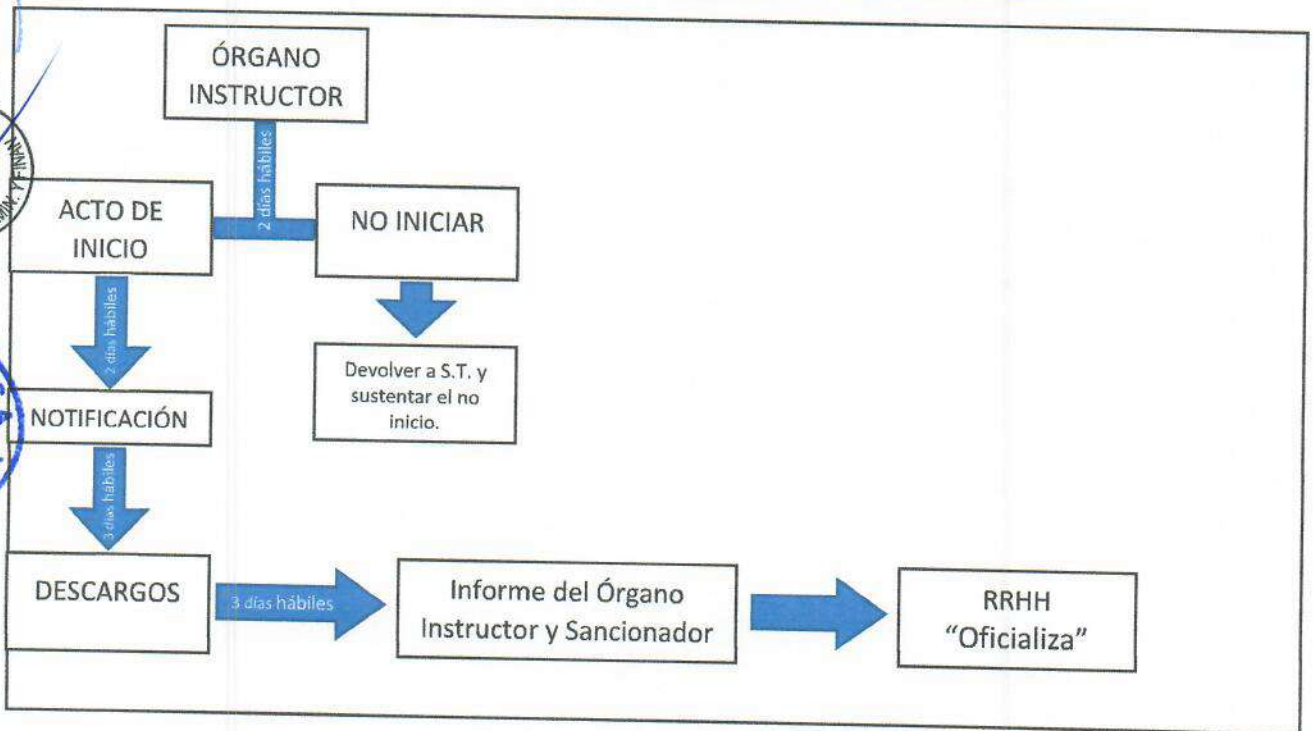 ÓRGANO
INSTRUCTOR
2 días hábiles
ACTO DE
INICIO
NO INICIAR
2 días hábiles
Devolver a S.T. y
sustentar el no
inicio.
NOTIFICACIÓN
3 días hábiles
DESCARGOS
3 días hábiles
Informe del Órgano
Instructor y Sancionador
RRHH
“Oficializa”